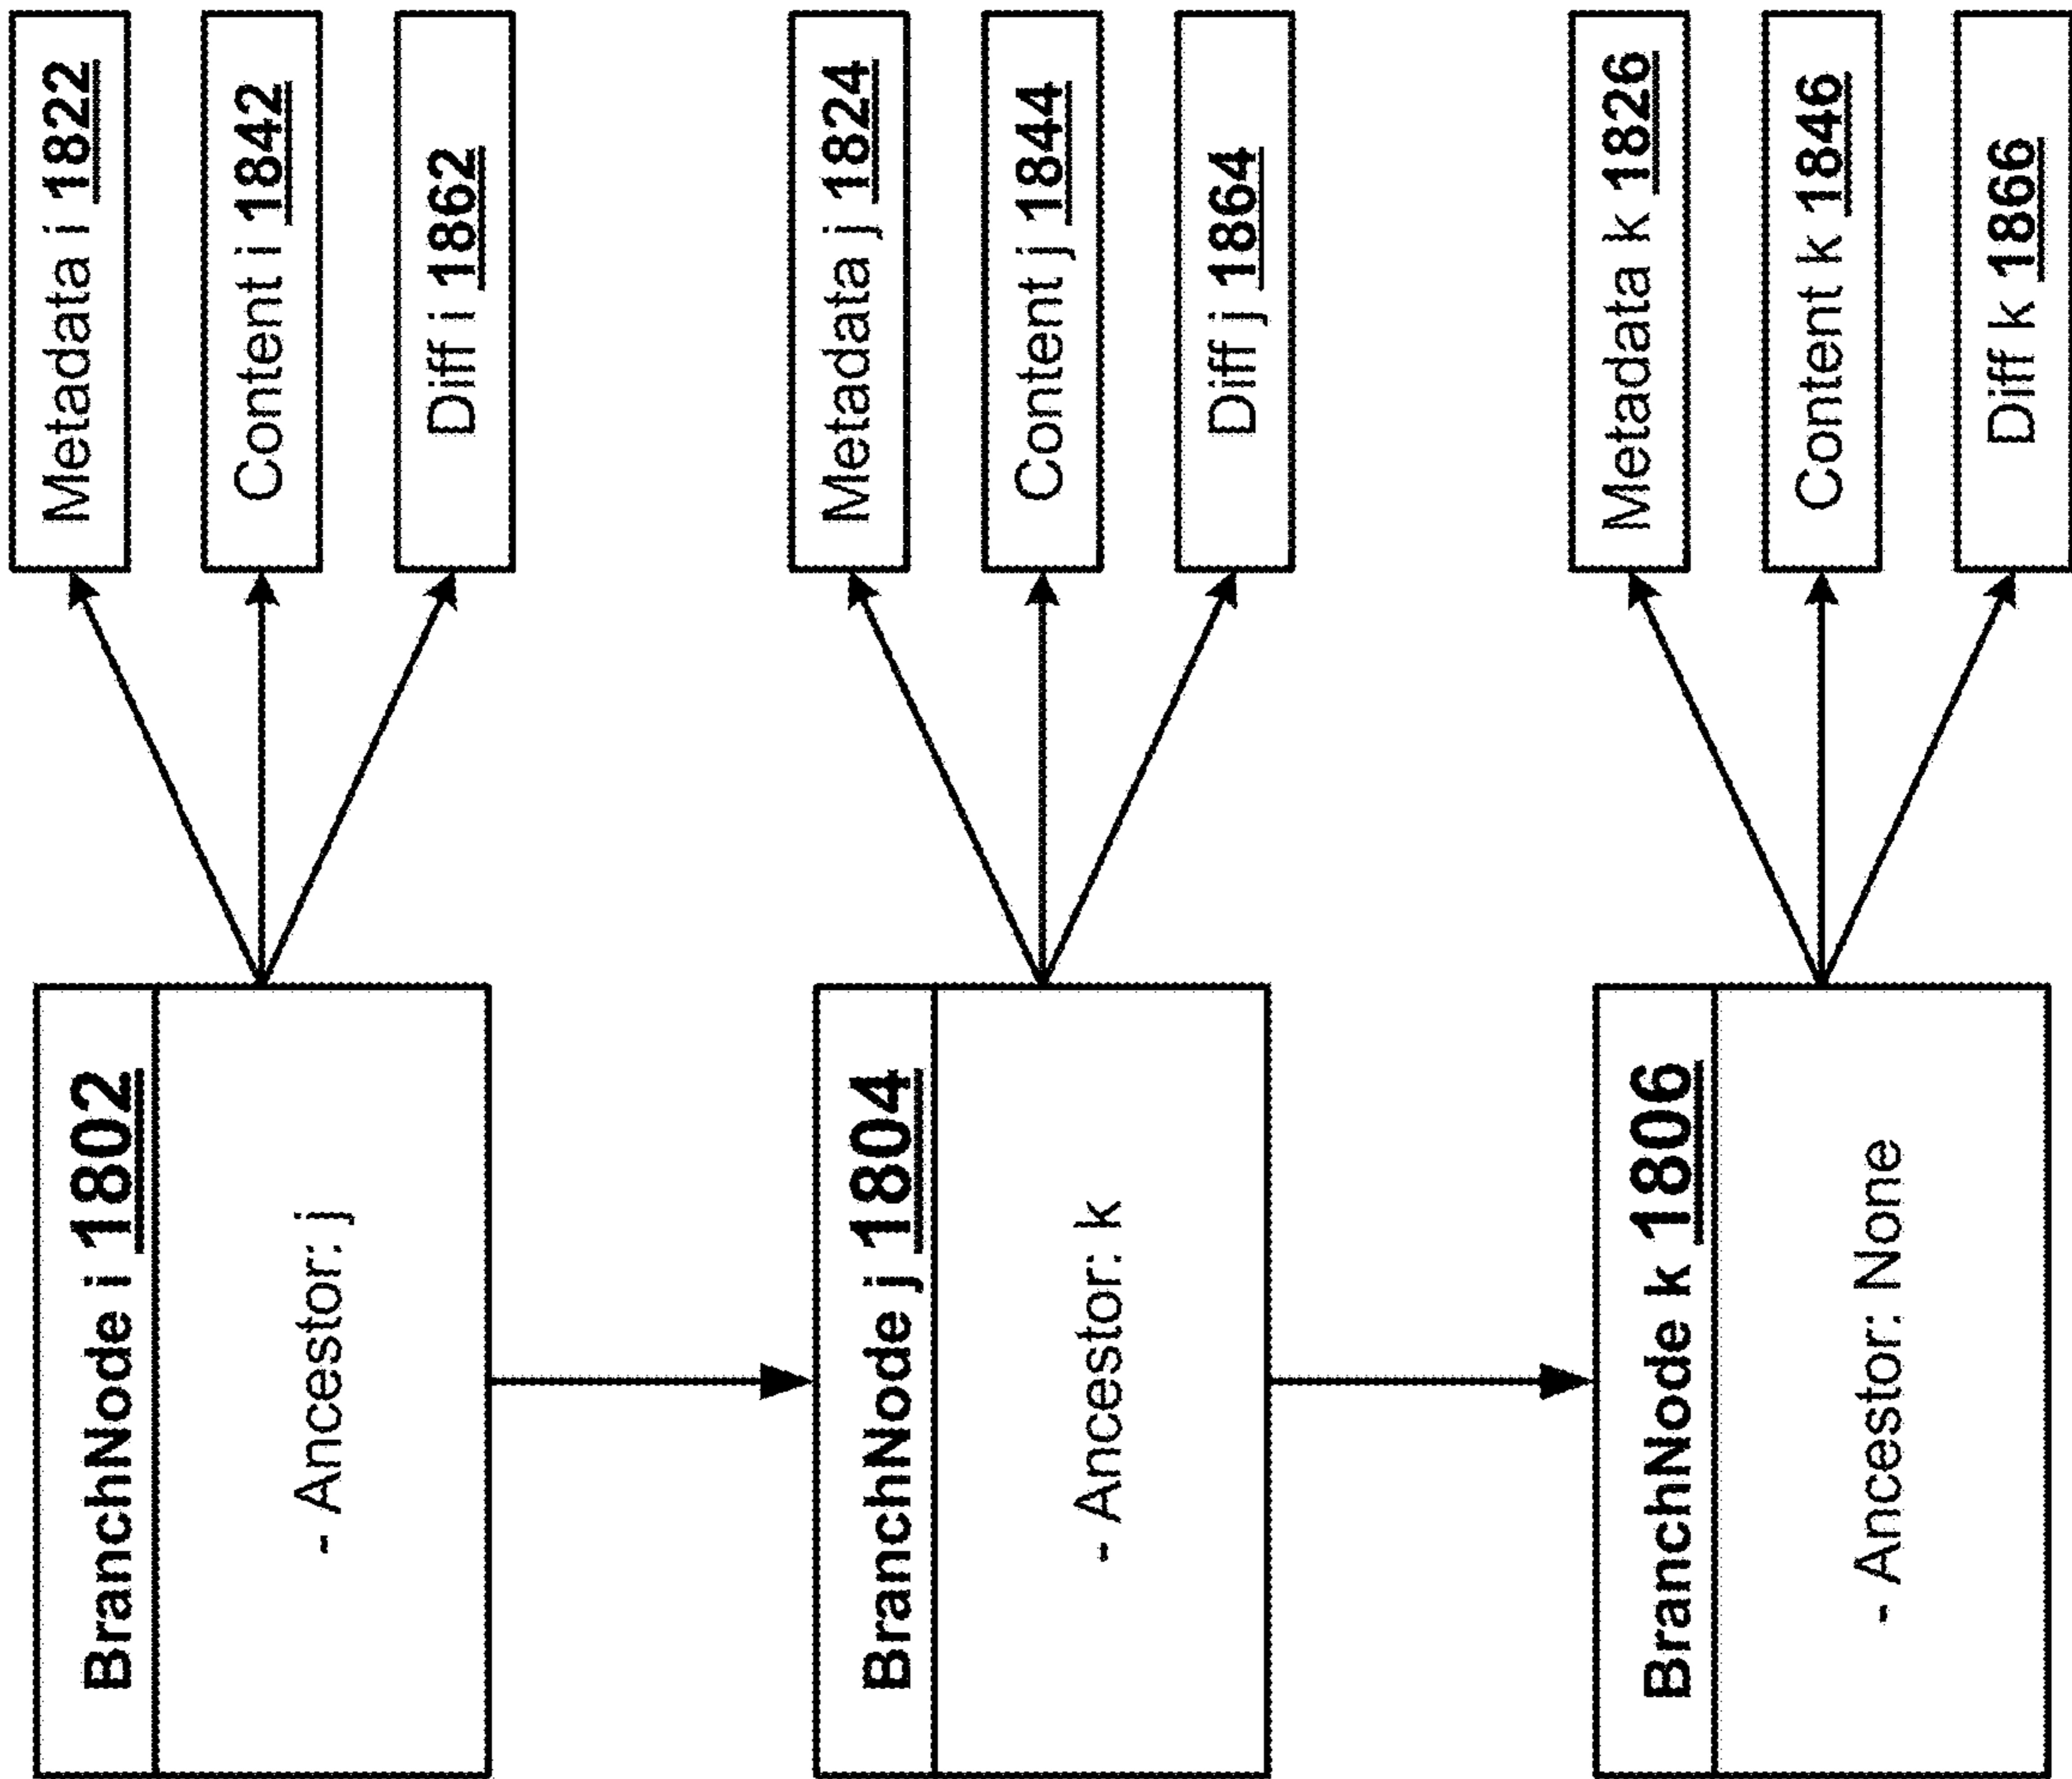 BranchNode i 1802
- Ancestor: j
Metadata i 1822
Content i 1842
Diff i 1862
BranchNode j 1804
- Ancestor: k
Metadata j 1824
Content j 1844
Diff j 1864
BranchNode k 1806
- Ancestor: None
Metadata k 1826
Content k 1846
Diff k 1866